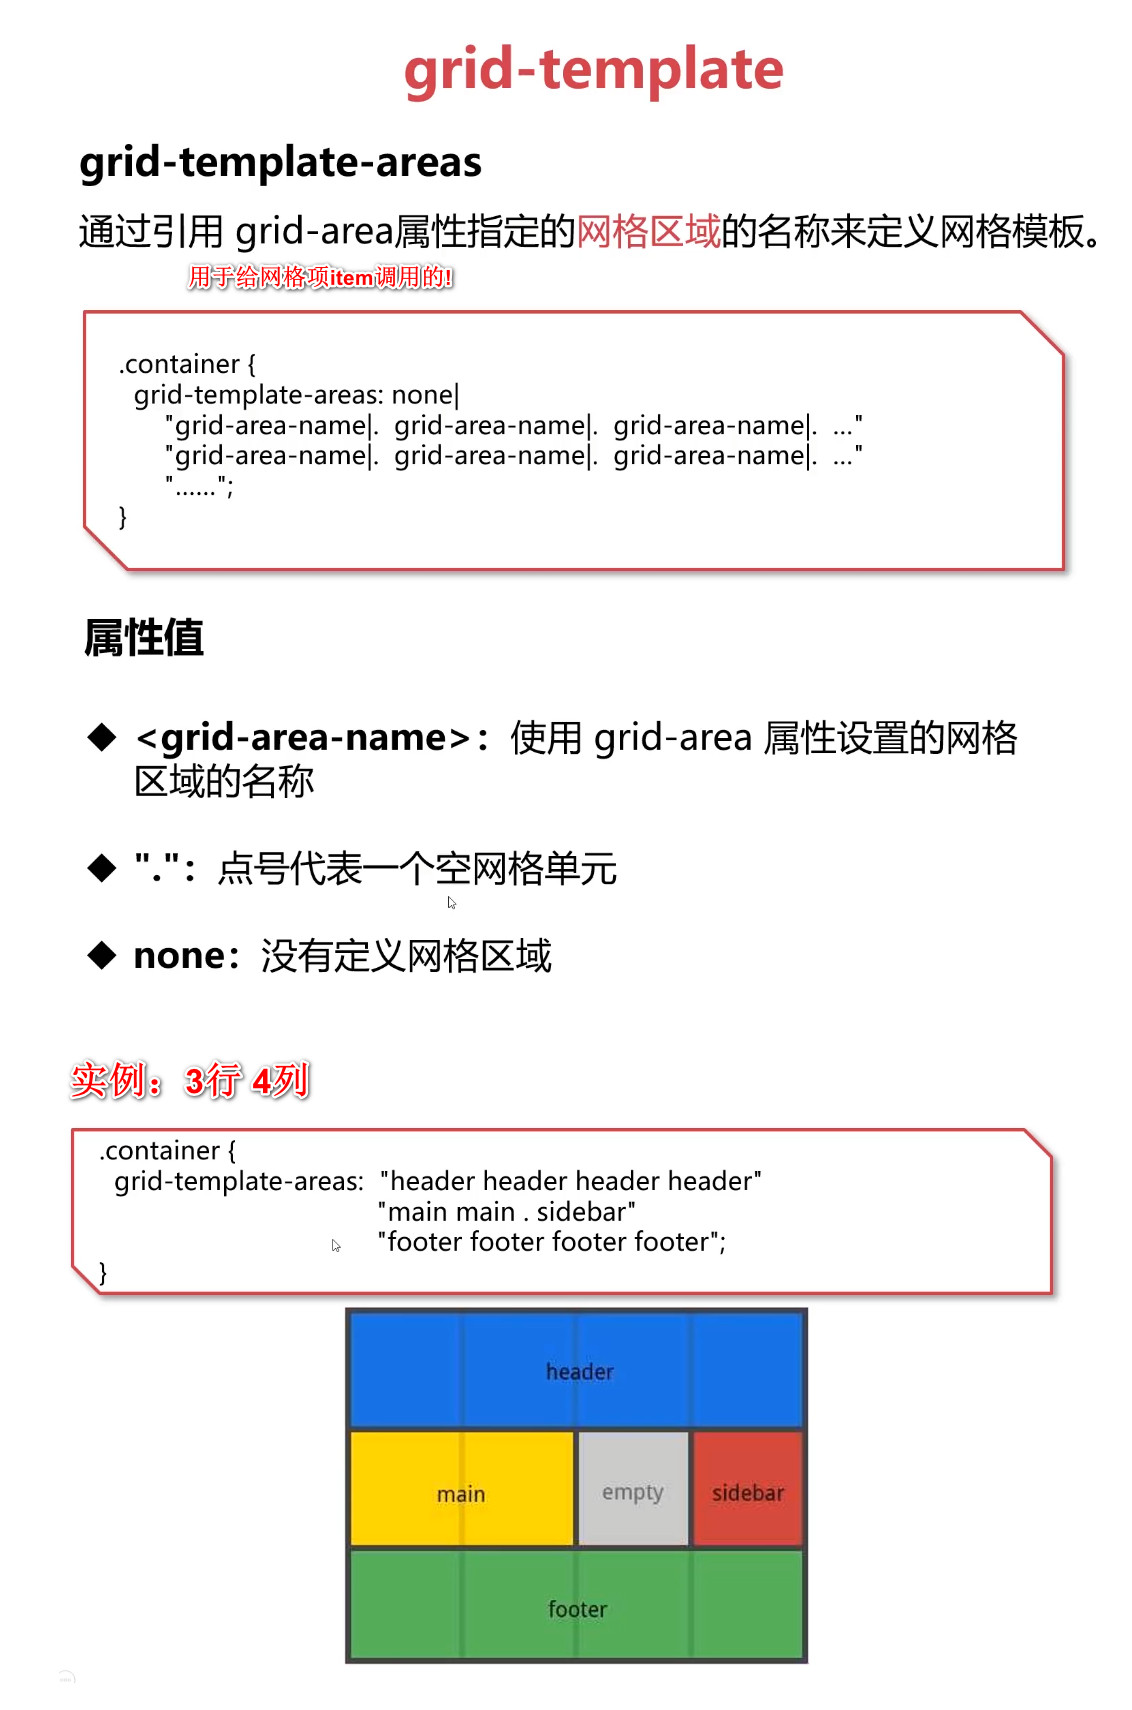 grid-template
grid-template-areas
通过引用 grid-area属性指定的网格区域的名称来定义网格模板。
用于给网格项item调用的!
.container {
grid-template-areas: none|
"grid-area-name|.  grid-area-name|.  grid-area-name|.  ..."
"grid-area-name|.  grid-area-name|.  grid-area-name|.  ..."
"......";
}
属性值
◆ <grid-area-name>：使用 grid-area 属性设置的网格
区域的名称
◆ "."：点号代表一个空网格单元
◆ none：没有定义网格区域
实例：3行 4列
.container {
grid-template-areas:  "header header header header"
"main main . sidebar"
"footer footer footer footer";
}
header
main empty sidebar
footer